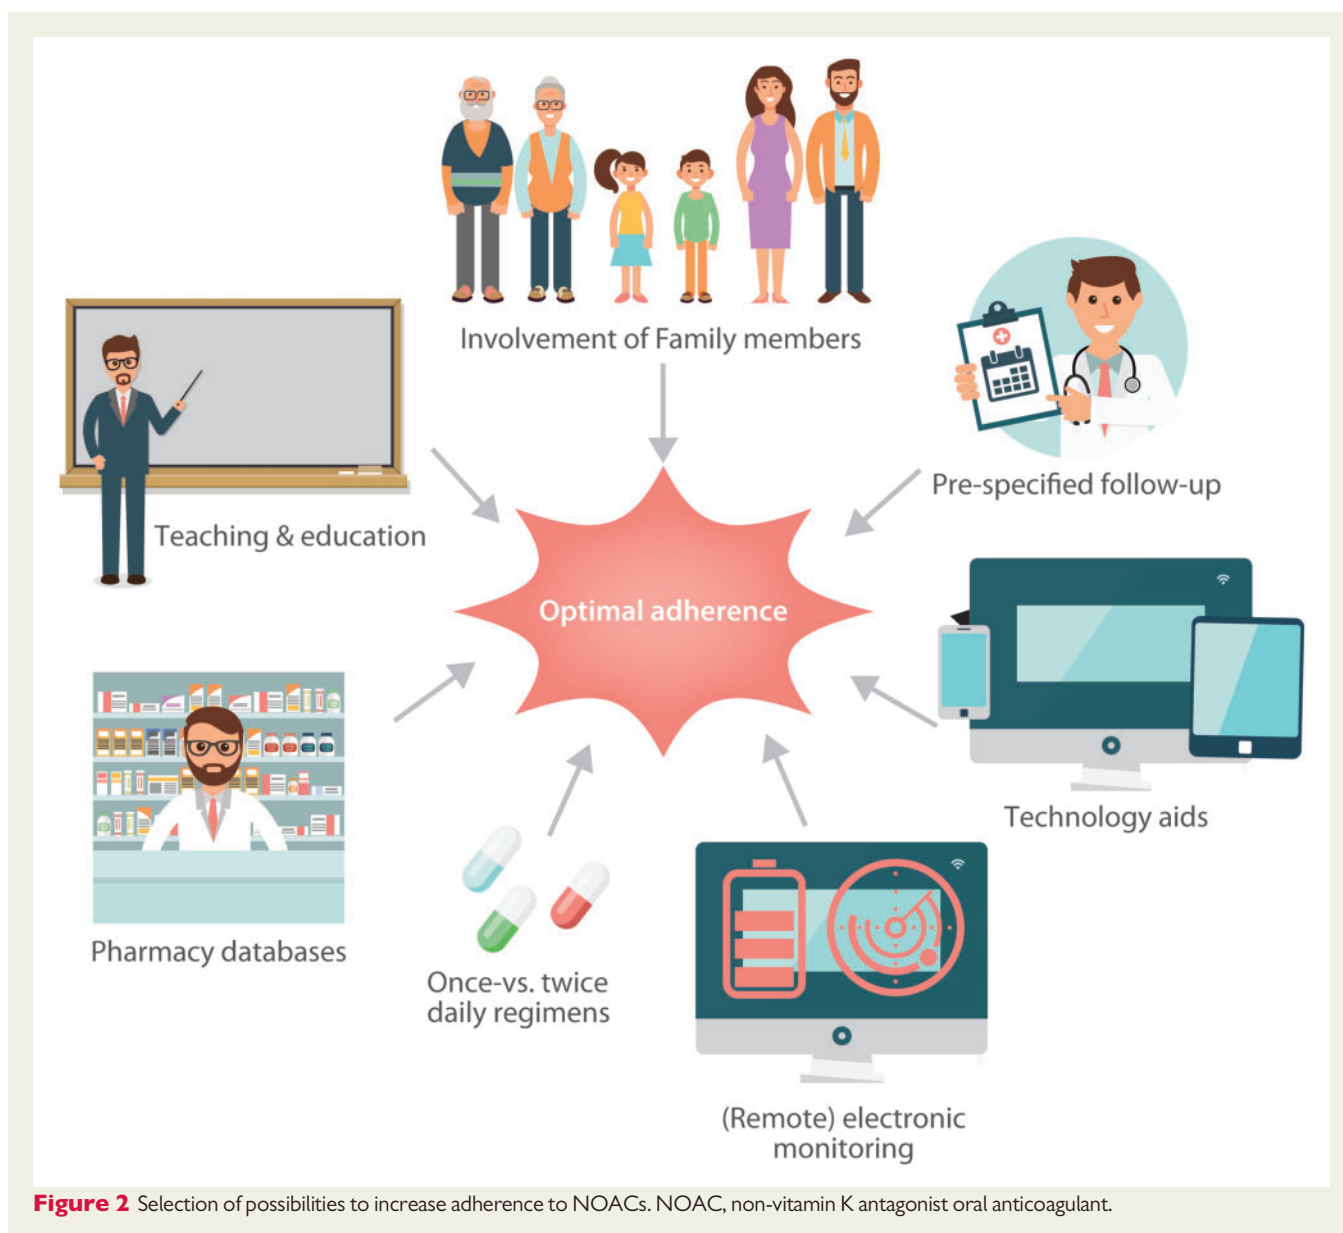 Involvement of Family members
Pre-specified follow-up
Teaching & education
Optimal adherence
Technology aids
Pharmacy databases
Once-vs. twice
daily regimens
(Remote) electronic
monitoring
Figure 2 Selection of possibilities to increase adherence to NOACs. NOAC, non-vitamin K antagonist oral anticoagulant.